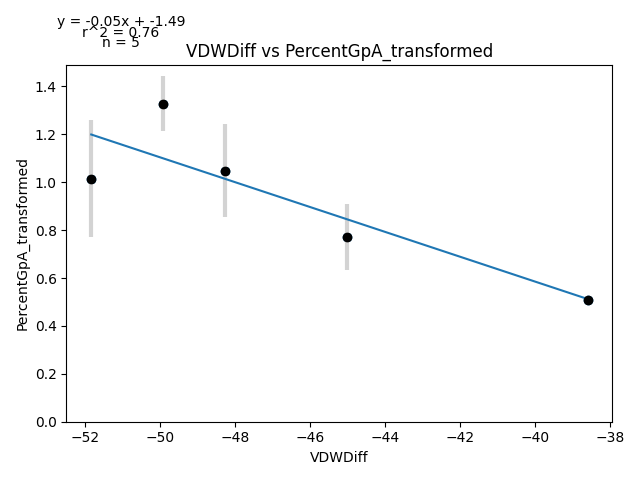 y = -0.05x + -1.49
r^2 = 0.76
n = 5
VDWDiff vs PercentGpA_transformed
PercentGpA_transformed
1.4
1.2
1.0
0.8
0.6
0.4
0.2
0.0
−52 −50 −48 −46 −44 −42 −40 −38
VDWDiff